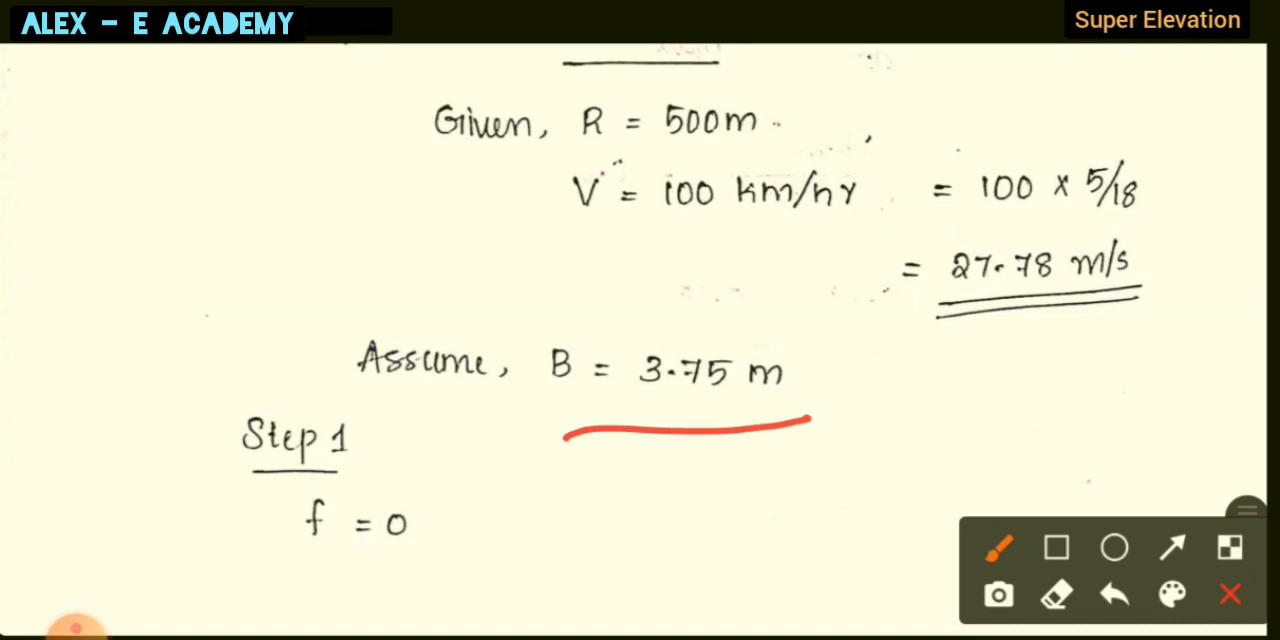 ALEX - E ACADEMY
Super Elevation
Given, R = 500m
V = 100 km/hr = 100 x 5/18
= 27.78 m/s
Assume, B = 3.75 m
Step 1
f = 0